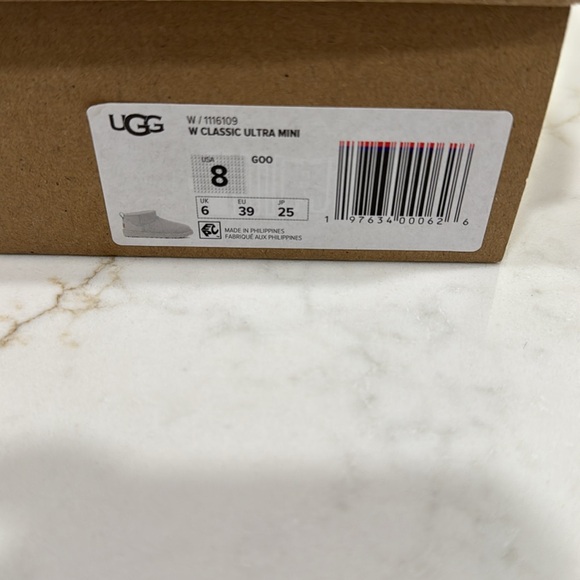 UGG
W / 1116109
W CLASSIC ULTRA MINI
USA
8
GOO
UK EU JP
6 39 25
MADE IN PHILIPPINES
FABRIQUÉ AUX PHILIPPINES
1 97634 00062 6